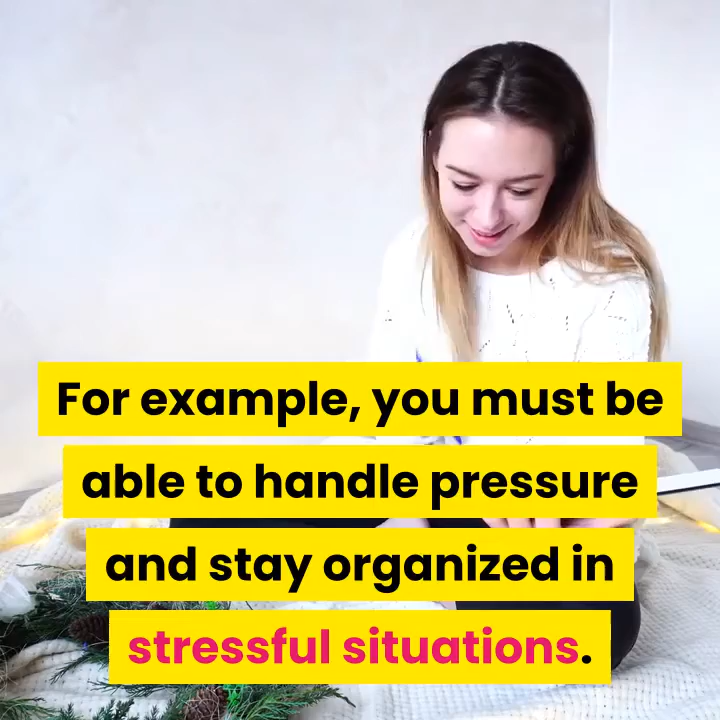 For example, you must be
able to handle pressure
and stay organized in
stressful situations.